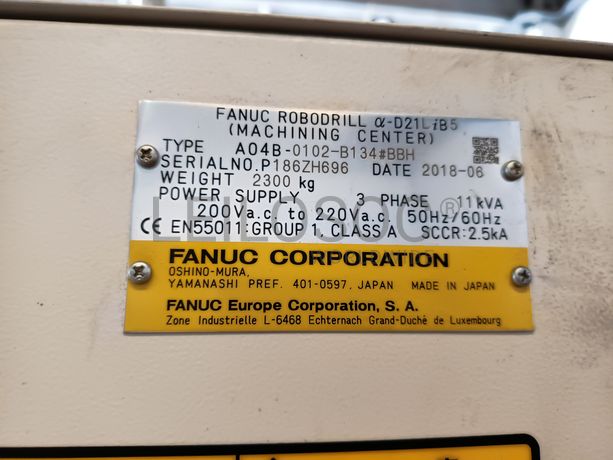 FANUC ROBODRILL α-D21LiB5
(MACHINING CENTER)
TYPE A04B-0102-B134#BBH
SERIALNO.P186ZH696 DATE 2018-06
WEIGHT 2300 kg
POWER SUPPLY 3 PHASE 11kVA
200Va.c. to 220Va.c. 50Hz/60Hz
CE EN55011:GROUP 1, CLASS A SCCR:2.5kA
LEILOSOC®
FANUC CORPORATION
OSHINO-MURA,
YAMANASHI PREF. 401-0597, JAPAN MADE IN JAPAN
FANUC Europe Corporation, S. A.
Zone Industrielle L-6468 Echternach Grand-Duché de Luxembourg